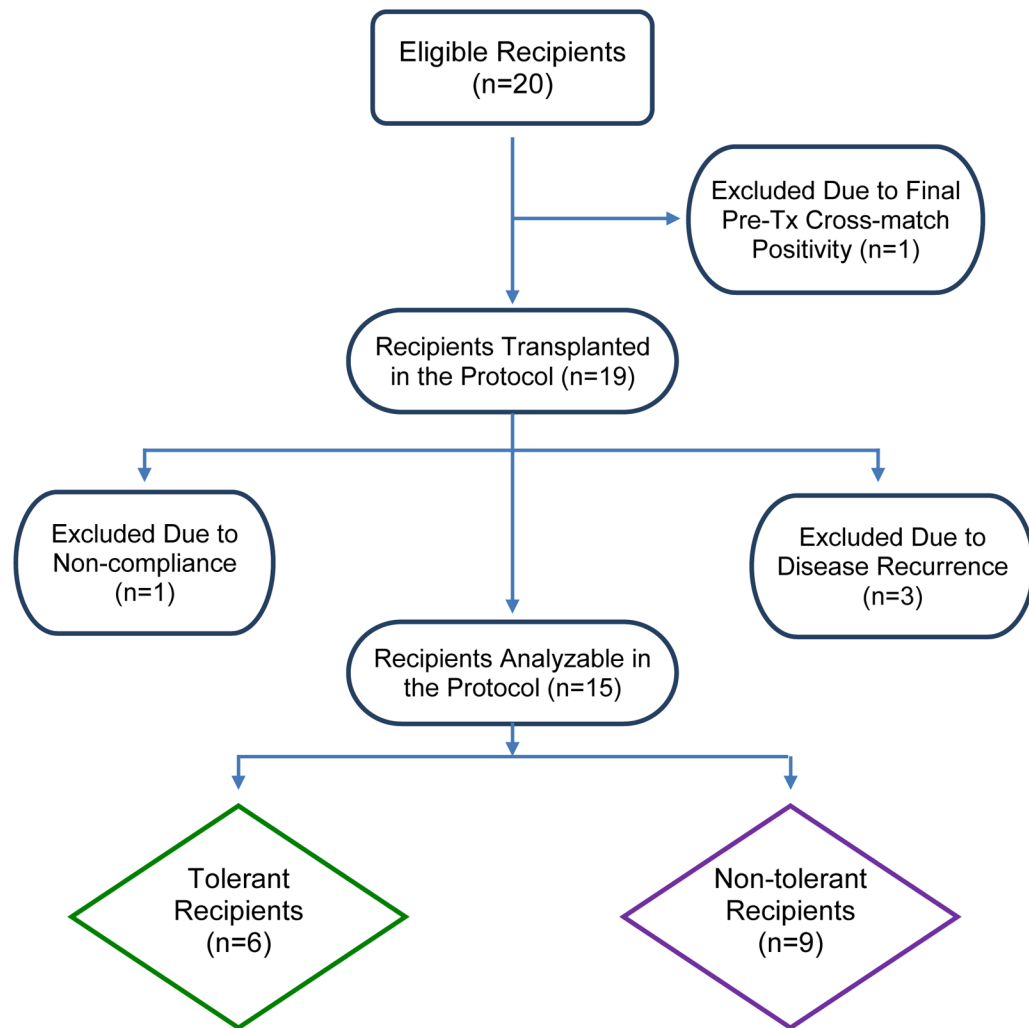 Eligible Recipients
(n=20)
Excluded Due to Final
Pre-Tx Cross-match
Positivity (n=1)
Recipients Transplanted
in the Protocol (n=19)
Excluded Due to
Non-compliance
(n=1)
Excluded Due to
Disease Recurrence
(n=3)
Recipients Analyzable in
the Protocol (n=15)
Tolerant
Recipients
(n=6)
Non-tolerant
Recipients
(n=9)